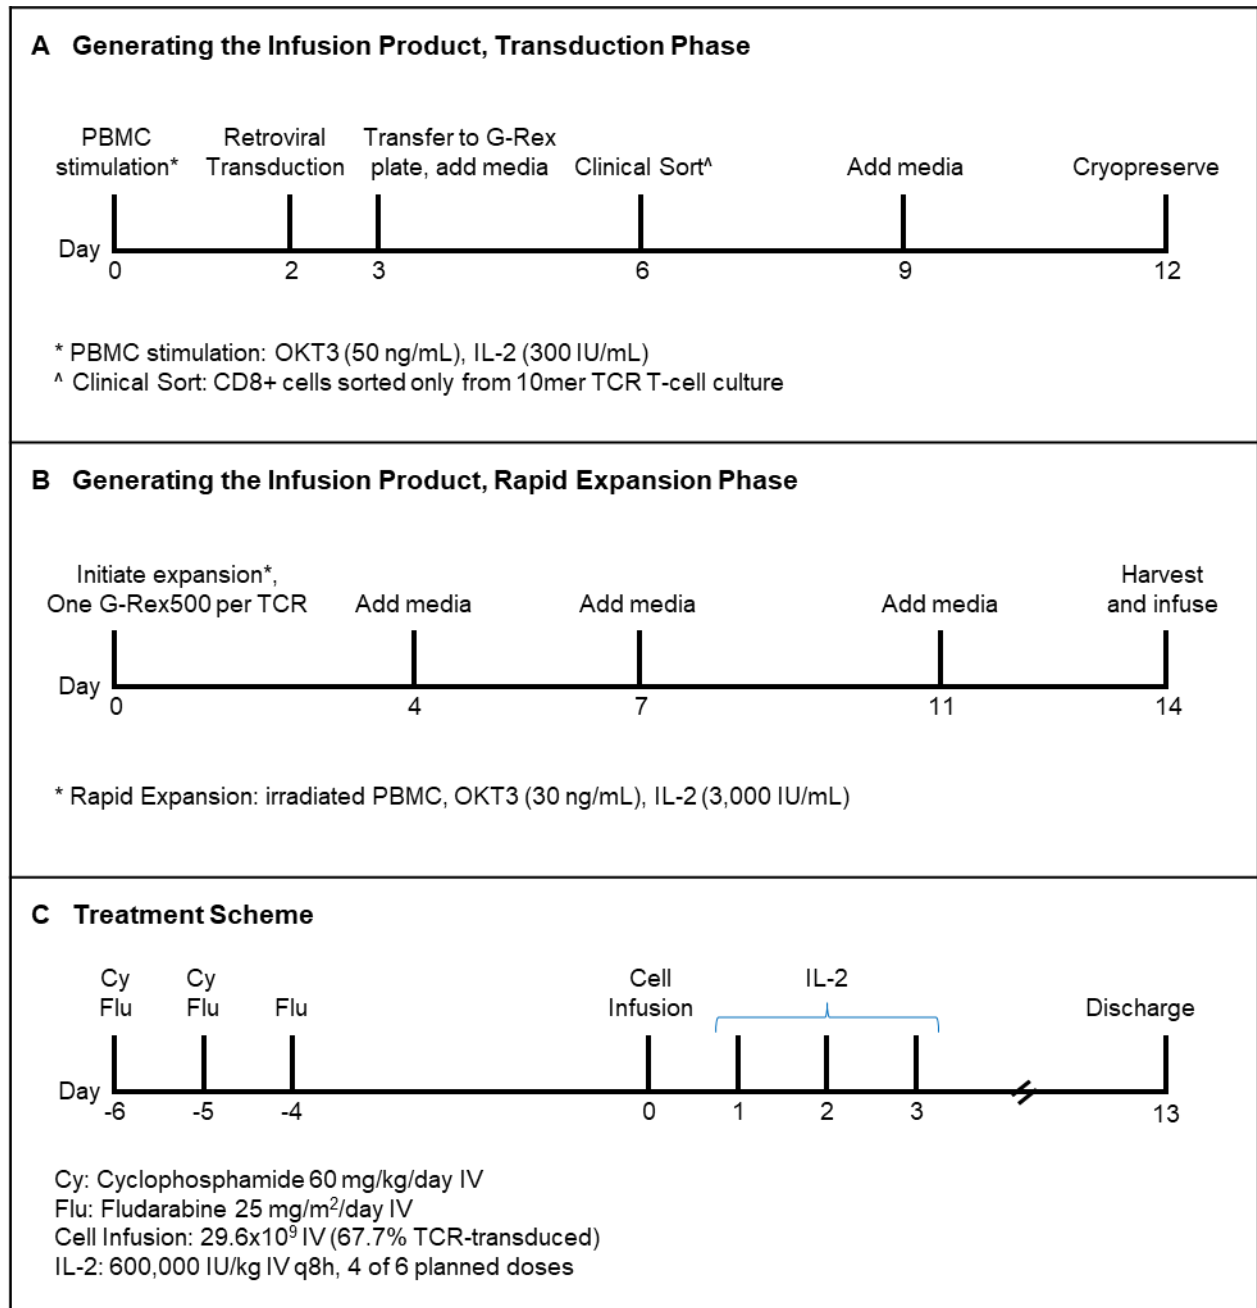 A Generating the Infusion Product, Transduction Phase
PBMC stimulation*
Retroviral Transduction
Transfer to G-Rex plate, add media
Clinical Sort^
Add media
Cryopreserve
Day 0 2 3 6 9 12
* PBMC stimulation: OKT3 (50 ng/mL), IL-2 (300 IU/mL)
^ Clinical Sort: CD8+ cells sorted only from 10mer TCR T-cell culture
B Generating the Infusion Product, Rapid Expansion Phase
Initiate expansion*,
One G-Rex500 per TCR
Add media
Add media
Add media
Harvest
and infuse
Day 0 4 7 11 14
* Rapid Expansion: irradiated PBMC, OKT3 (30 ng/mL), IL-2 (3,000 IU/mL)
C Treatment Scheme
Cy
Flu
Cy
Flu
Flu
Cell
Infusion
IL-2
Discharge
Day -6 -5 -4 0 1 2 3 13
Cy: Cyclophosphamide 60 mg/kg/day IV
Flu: Fludarabine 25 mg/m²/day IV
Cell Infusion: 29.6x10⁹ IV (67.7% TCR-transduced)
IL-2: 600,000 IU/kg IV q8h, 4 of 6 planned doses